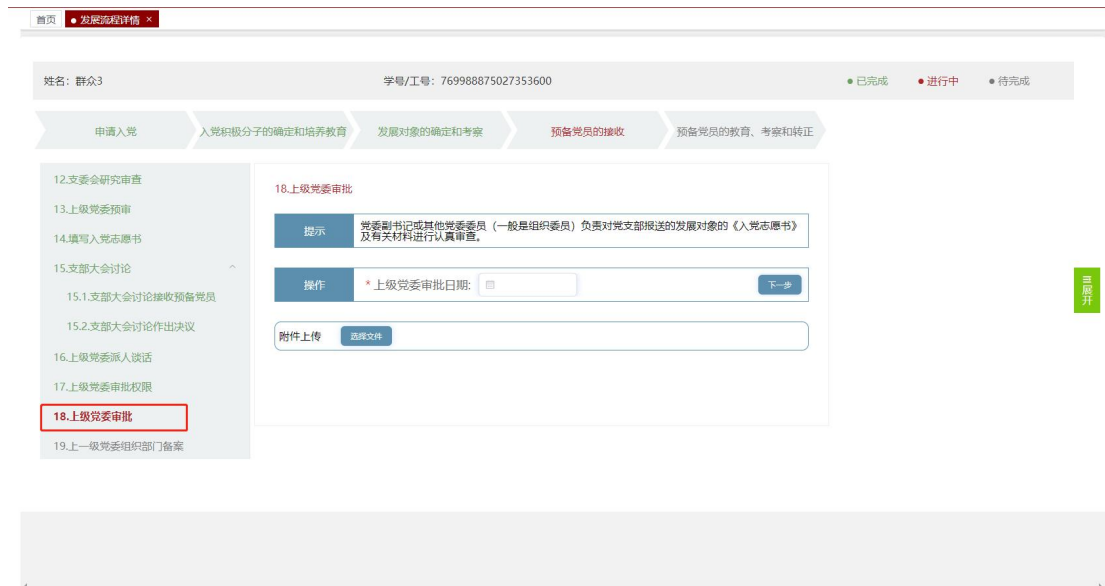 首页 ● 发展流程详情 ×
姓名：群众3 学号/工号：769988875027353600 ● 已完成 ● 进行中 ● 待完成
申请入党 入党积极分子的确定和培养教育 发展对象的确定和考察 预备党员的接收 预备党员的教育、考察和转正
12.支委会研究审查
13.上级党委预审
14.填写入党志愿书
15.支部大会讨论
15.1.支部大会讨论接收预备党员
15.2.支部大会讨论作出决议
16.上级党委派人谈话
17.上级党委审批权限
18.上级党委审批
19.上一级党委组织部门备案
18.上级党委审批
提示 党委副书记或其他党委委员（一般是组织委员）负责对党支部报送的发展对象的《入党志愿书》
及有关材料进行认真审查。
操作 * 上级党委审批日期: 下一步
附件上传 选择文件
展开